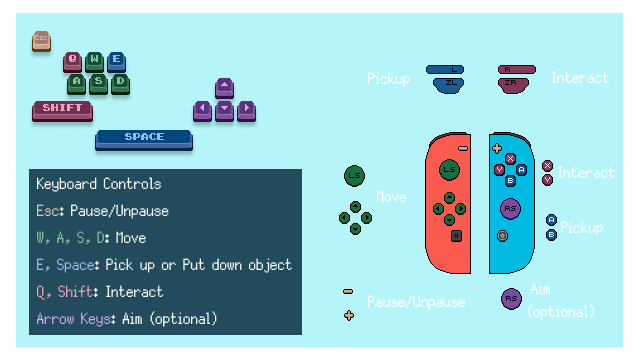 Esc
Q W E
A S D
SHIFT
SPACE
Keyboard Controls
Esc: Pause/Unpause
W, A, S, D: Move
E, Space: Pick up or Put down object
Q, Shift: Interact
Arrow Keys: Aim (optional)
Pickup
L
ZL
R
ZR
Interact
LS
Move
LS
X
Y A
B
RS
X
Y
Interact
A
B
Pickup
Pause/Unpause
RS
Aim
(optional)